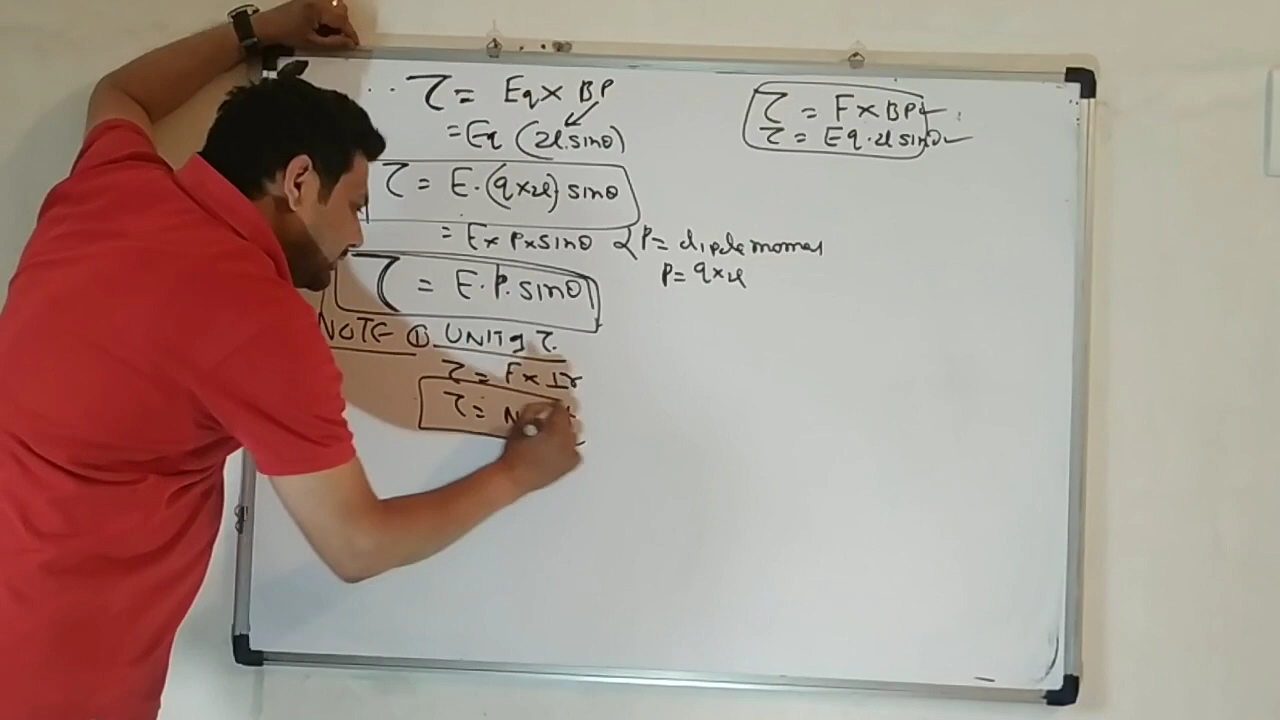 τ = Eq × BP
= Eq (2l.sinθ)
τ = E.(q×2l) sinθ
= E× P×sinθ
τ = E.P. sinθ
NOTE ① UNIT of τ.
τ = F× ⊥r
τ = N
P = dipole moment
P = q×2l
τ = F × BP
τ = Eq.2l sinθ